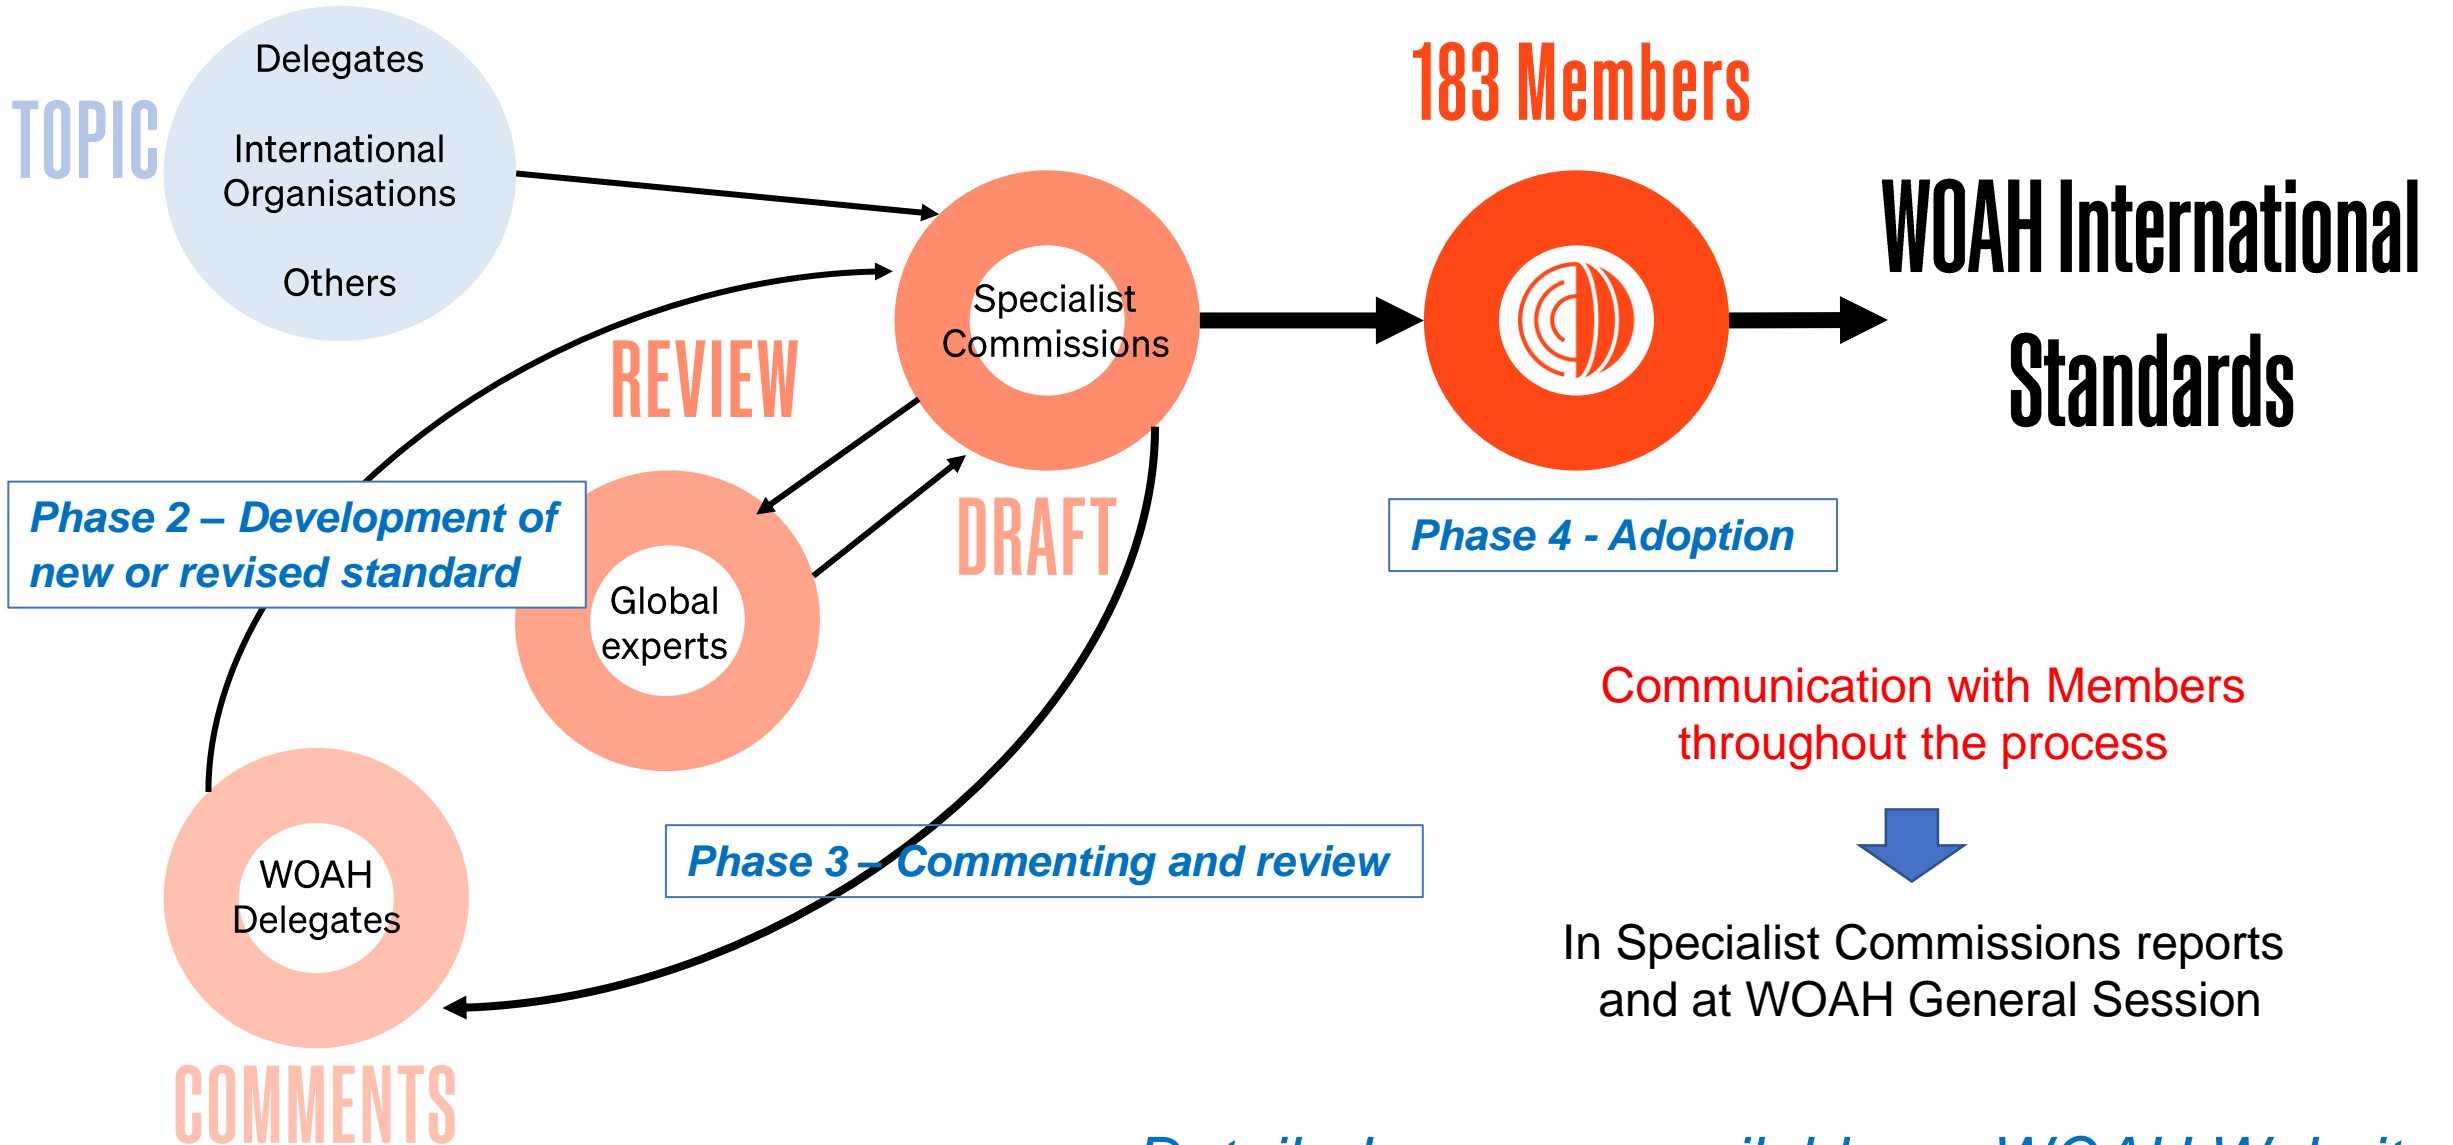 TOPIC
Delegates
International
Organisations
Others
183 Members
WOAH International
Standards
Specialist
Commissions
REVIEW
DRAFT
Phase 2 – Development of
new or revised standard
Phase 4 - Adoption
Global
experts
Communication with Members
throughout the process
Phase 3 – Commenting and review
WOAH
Delegates
In Specialist Commissions reports
and at WOAH General Session
COMMENTS
WOAH